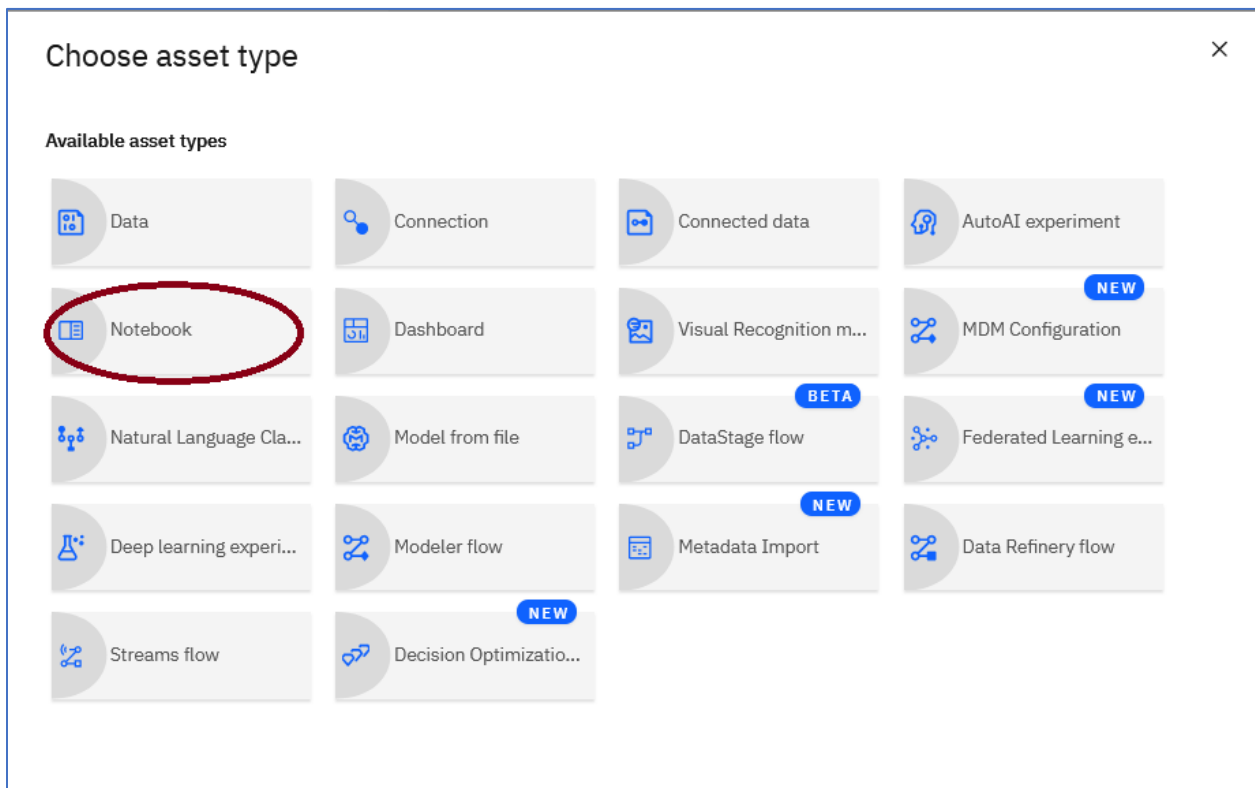 Choose asset type
Available asset types
Data
Connection
Connected data
AutoAI experiment
Notebook
Dashboard
Visual Recognition m...
NEW
MDM Configuration
Natural Language Cla...
Model from file
BETA
DataStage flow
NEW
Federated Learning e...
Deep learning experi...
Modeler flow
NEW
Metadata Import
Data Refinery flow
Streams flow
NEW
Decision Optimizatio...